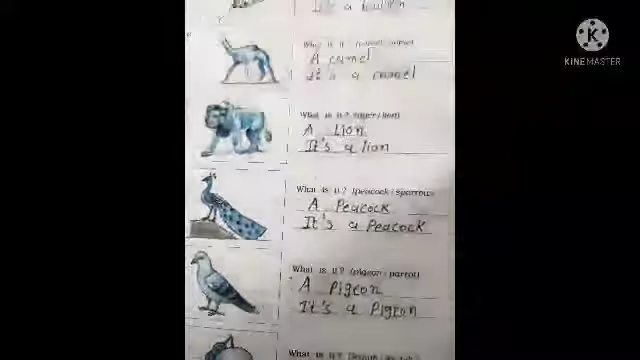 It's a
What is it? (camel/
A camel
It's a camel
What is it? (tiger/lion)
A Lion
It's a lion
What is it? (peacock/sparrow)
A Peacock
It's a Peacock
What is it? (pigeon/parrot)
A Pigeon
It's a Pigeon
What is it?
KINEMASTER